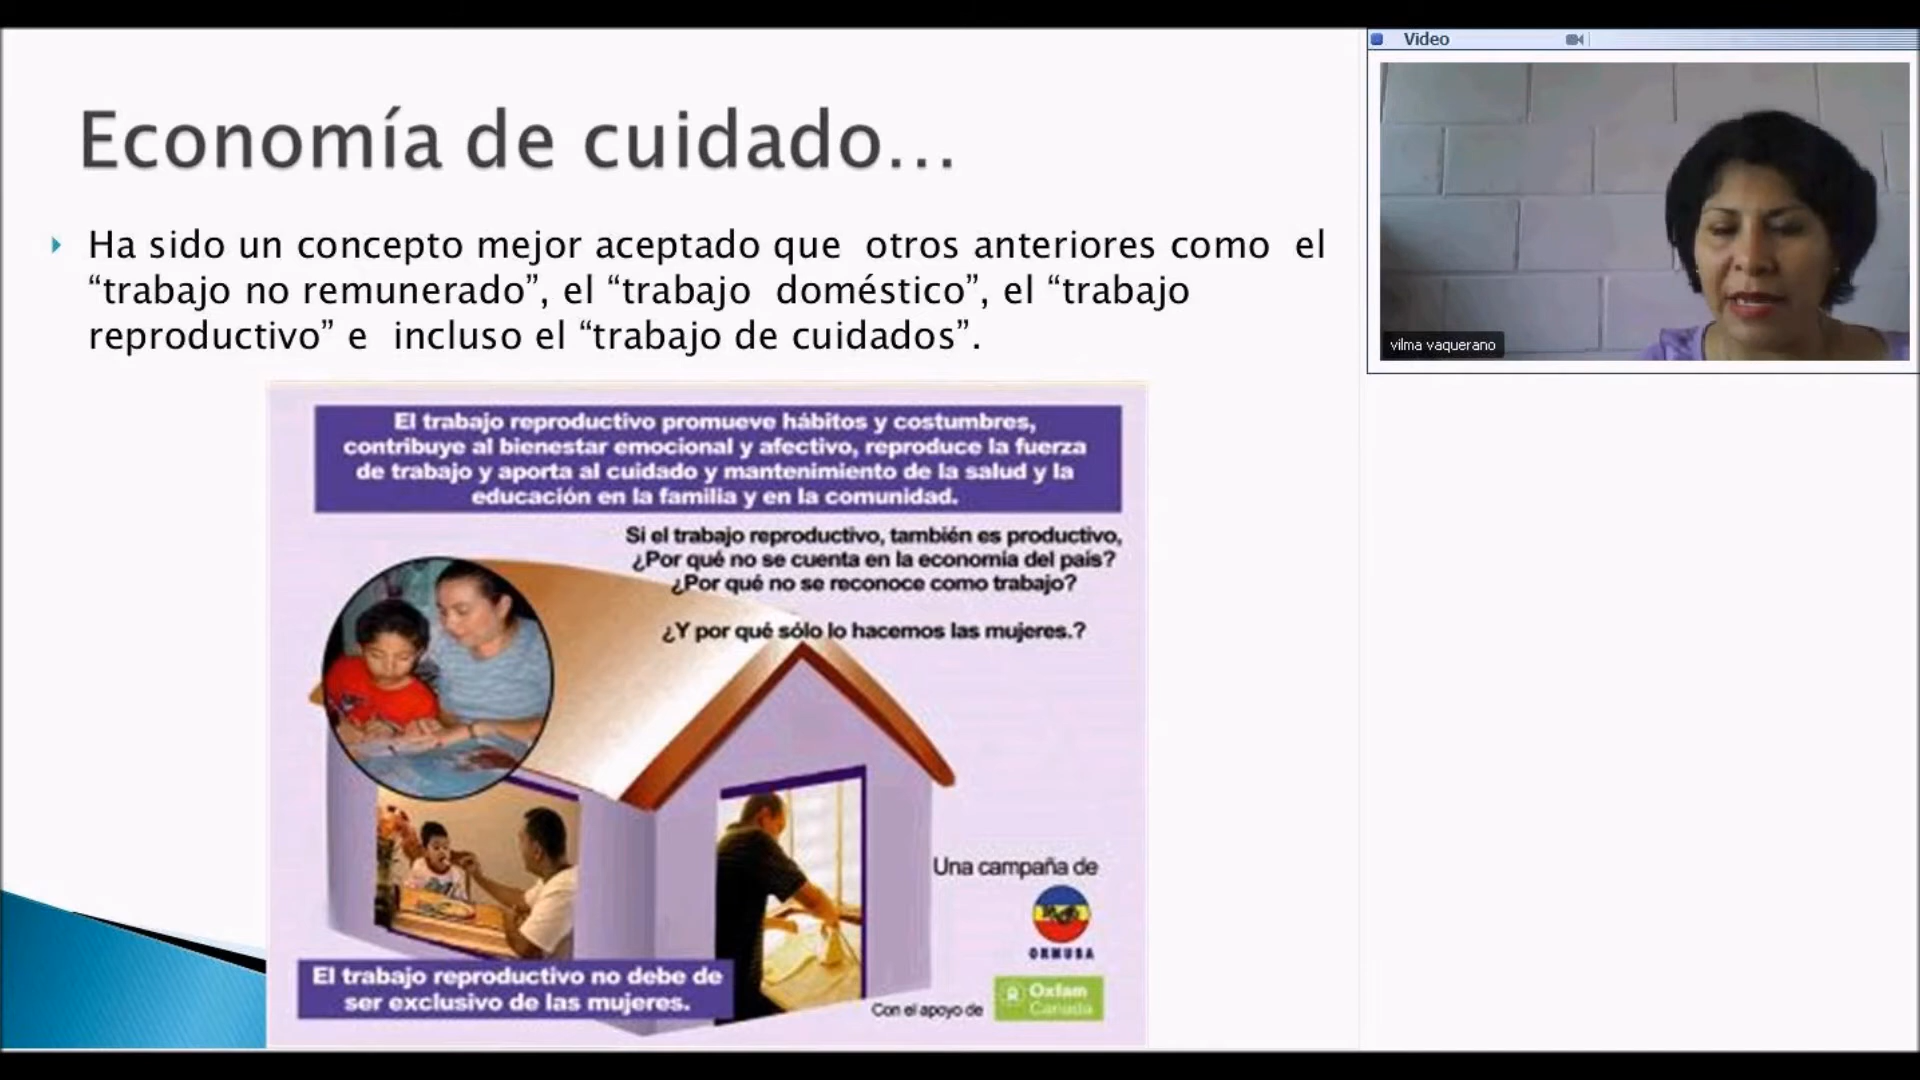 Economía de cuidado...
Ha sido un concepto mejor aceptado que otros anteriores como el
“trabajo no remunerado”, el “trabajo doméstico”, el “trabajo
reproductivo” e incluso el “trabajo de cuidados”.
El trabajo reproductivo promueve hábitos y costumbres,
contribuye al bienestar emocional y afectivo, reproduce la fuerza
de trabajo y aporta al cuidado y mantenimiento de la salud y la
educación en la familia y en la comunidad.
Si el trabajo reproductivo, también es productivo,
¿Por qué no se cuenta en la economía del país?
¿Por qué no se reconoce como trabajo?
¿Y por qué sólo lo hacemos las mujeres.?
Una campaña de
ORMUSA
El trabajo reproductivo no debe de
ser exclusivo de las mujeres.
Con el apoyo de
Oxfam
Canada
Video
vilma vaquerano